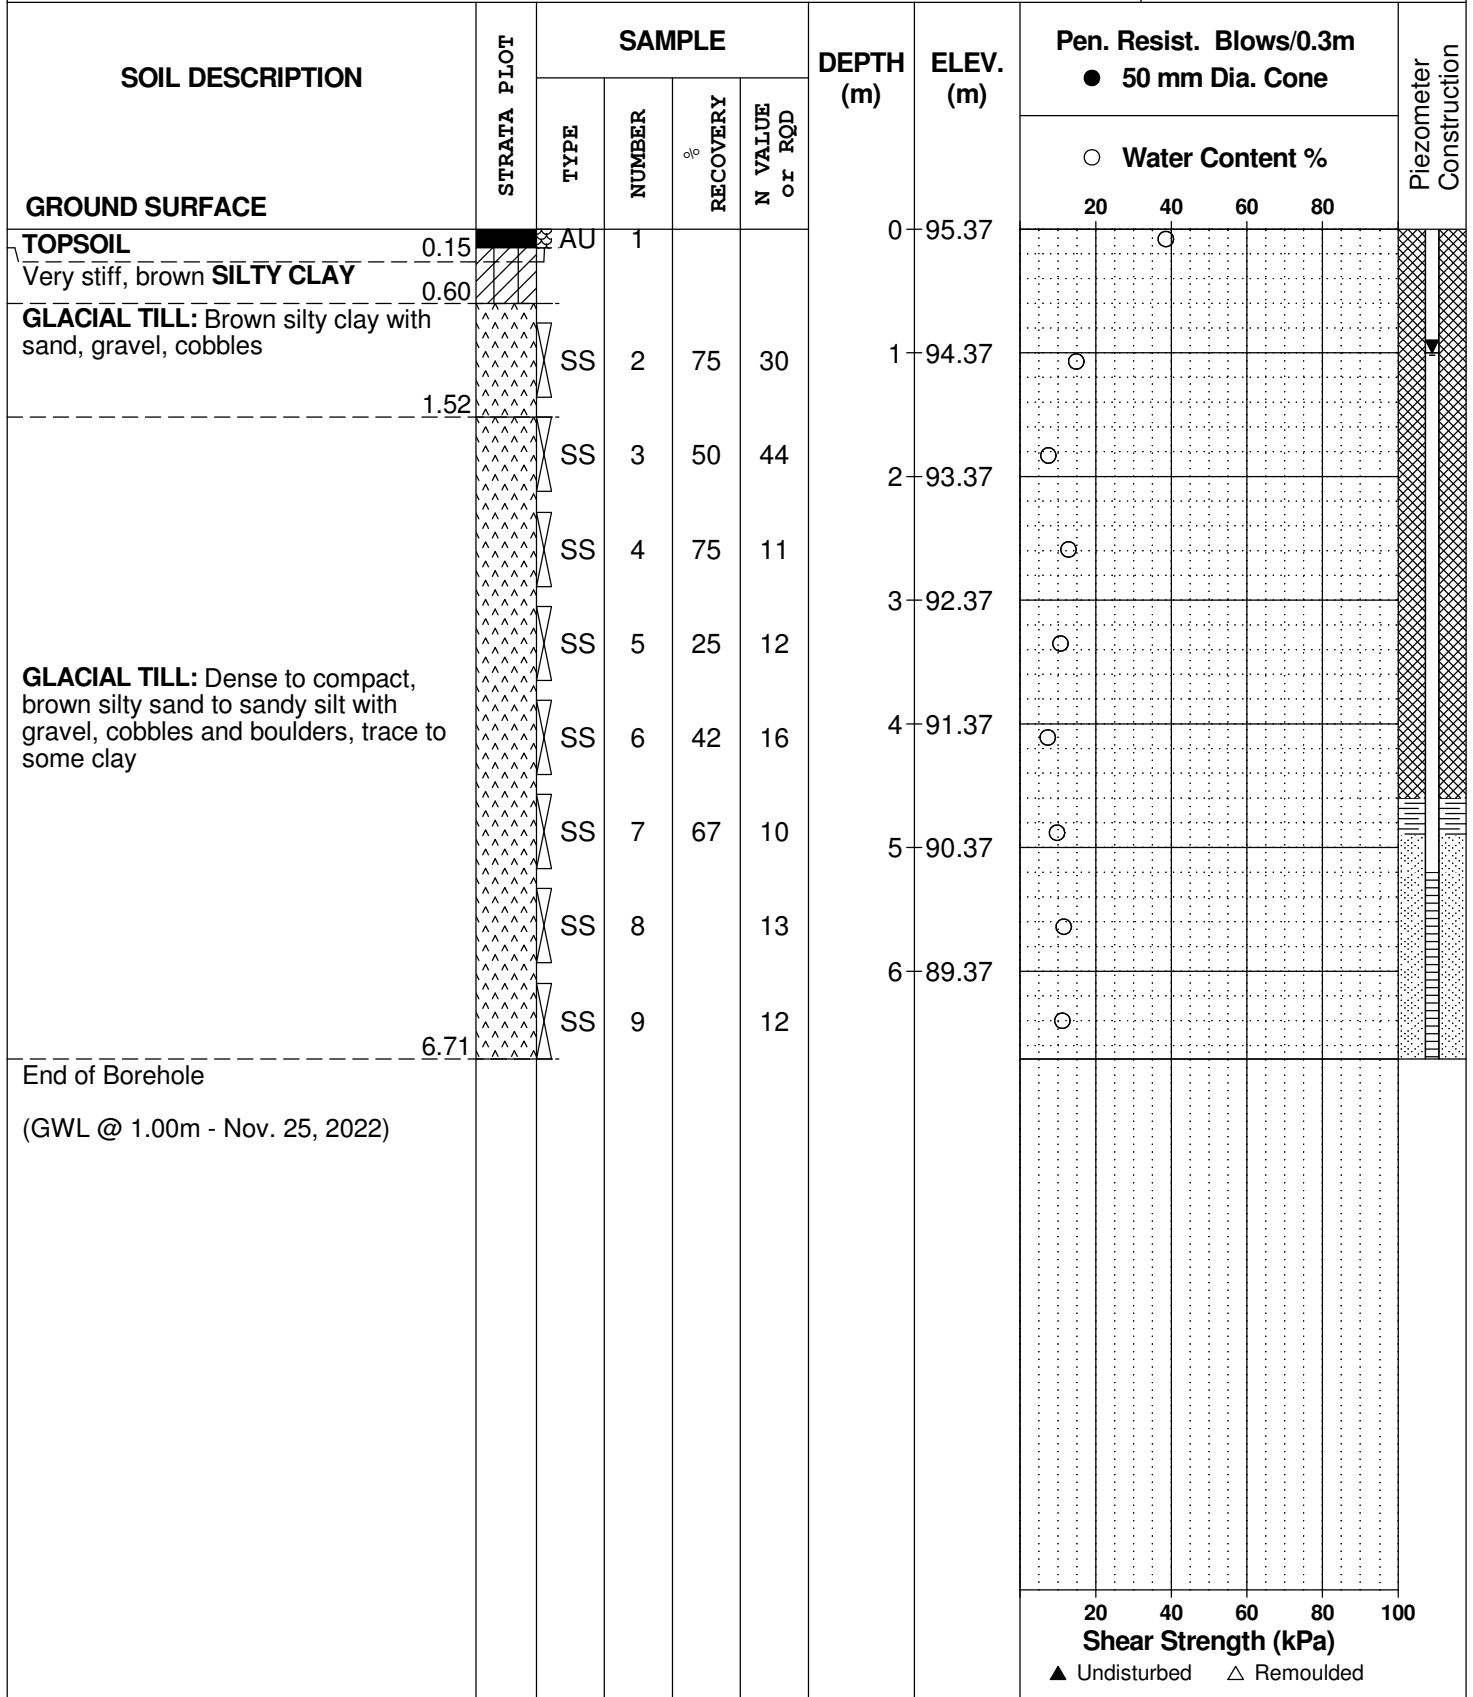 SOIL DESCRIPTION
GROUND SURFACE
STRATA PLOT
SAMPLE
TYPE
NUMBER
% RECOVERY
N VALUE
or RQD
DEPTH
(m)
ELEV.
(m)
Pen. Resist. Blows/0.3m
● 50 mm Dia. Cone
○ Water Content %
20 40 60 80
Piezometer
Construction
TOPSOIL 0.15
Very stiff, brown SILTY CLAY
0.60
GLACIAL TILL: Brown silty clay with
sand, gravel, cobbles
1.52
GLACIAL TILL: Dense to compact,
brown silty sand to sandy silt with
gravel, cobbles and boulders, trace to
some clay
6.71
End of Borehole
(GWL @ 1.00m - Nov. 25, 2022)
AU 1
SS 2 75 30
SS 3 50 44
SS 4 75 11
SS 5 25 12
SS 6 42 16
SS 7 67 10
SS 8 13
SS 9 12
0 95.37
1 94.37
2 93.37
3 92.37
4 91.37
5 90.37
6 89.37
20 40 60 80 100
Shear Strength (kPa)
▲ Undisturbed △ Remoulded